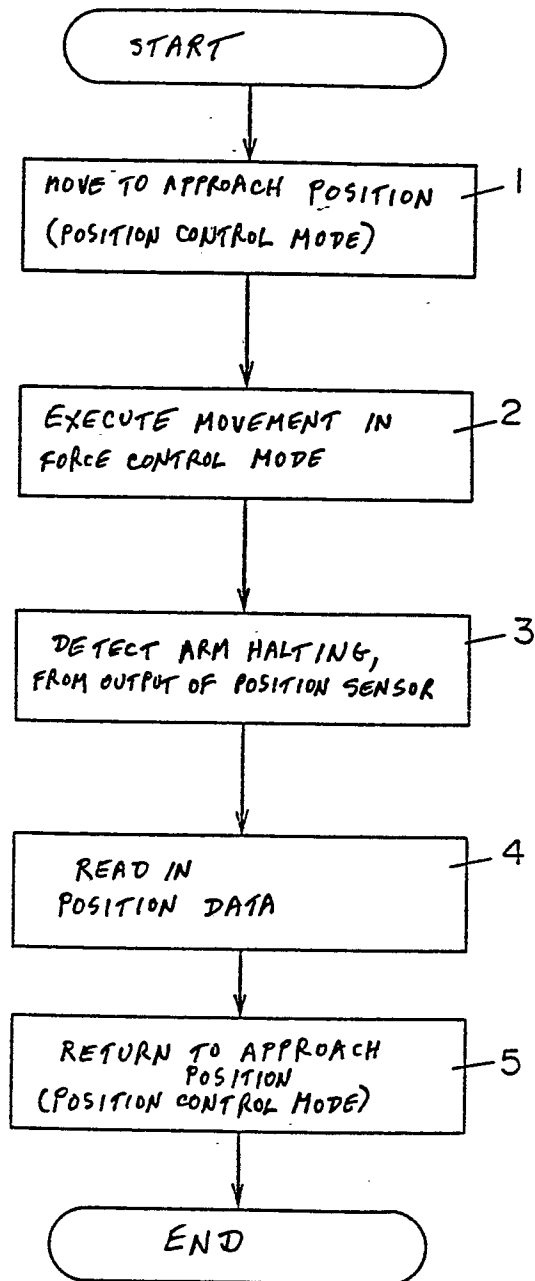 START
MOVE TO APPROACH POSITION
(POSITION CONTROL MODE)
1
EXECUTE MOVEMENT IN
FORCE CONTROL MODE
2
DETECT ARM HALTING,
FROM OUTPUT OF POSITION SENSOR
3
READ IN
POSITION DATA
4
RETURN TO APPROACH
POSITION
(POSITION CONTROL MODE)
5
END